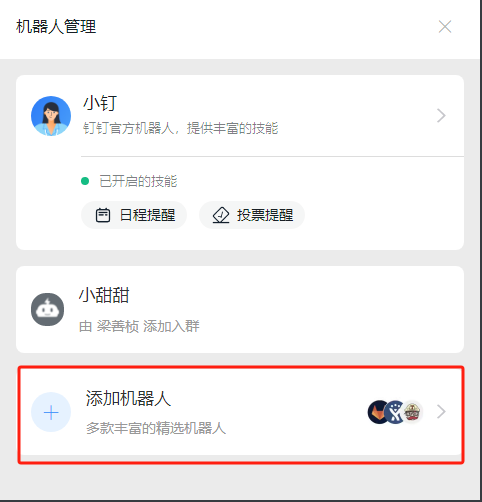 机器人管理
小钉
钉钉官方机器人，提供丰富的技能
已开启的技能
日程提醒 投票提醒
小甜甜
由 梁善桢 添加入群
添加机器人
多款丰富的精选机器人